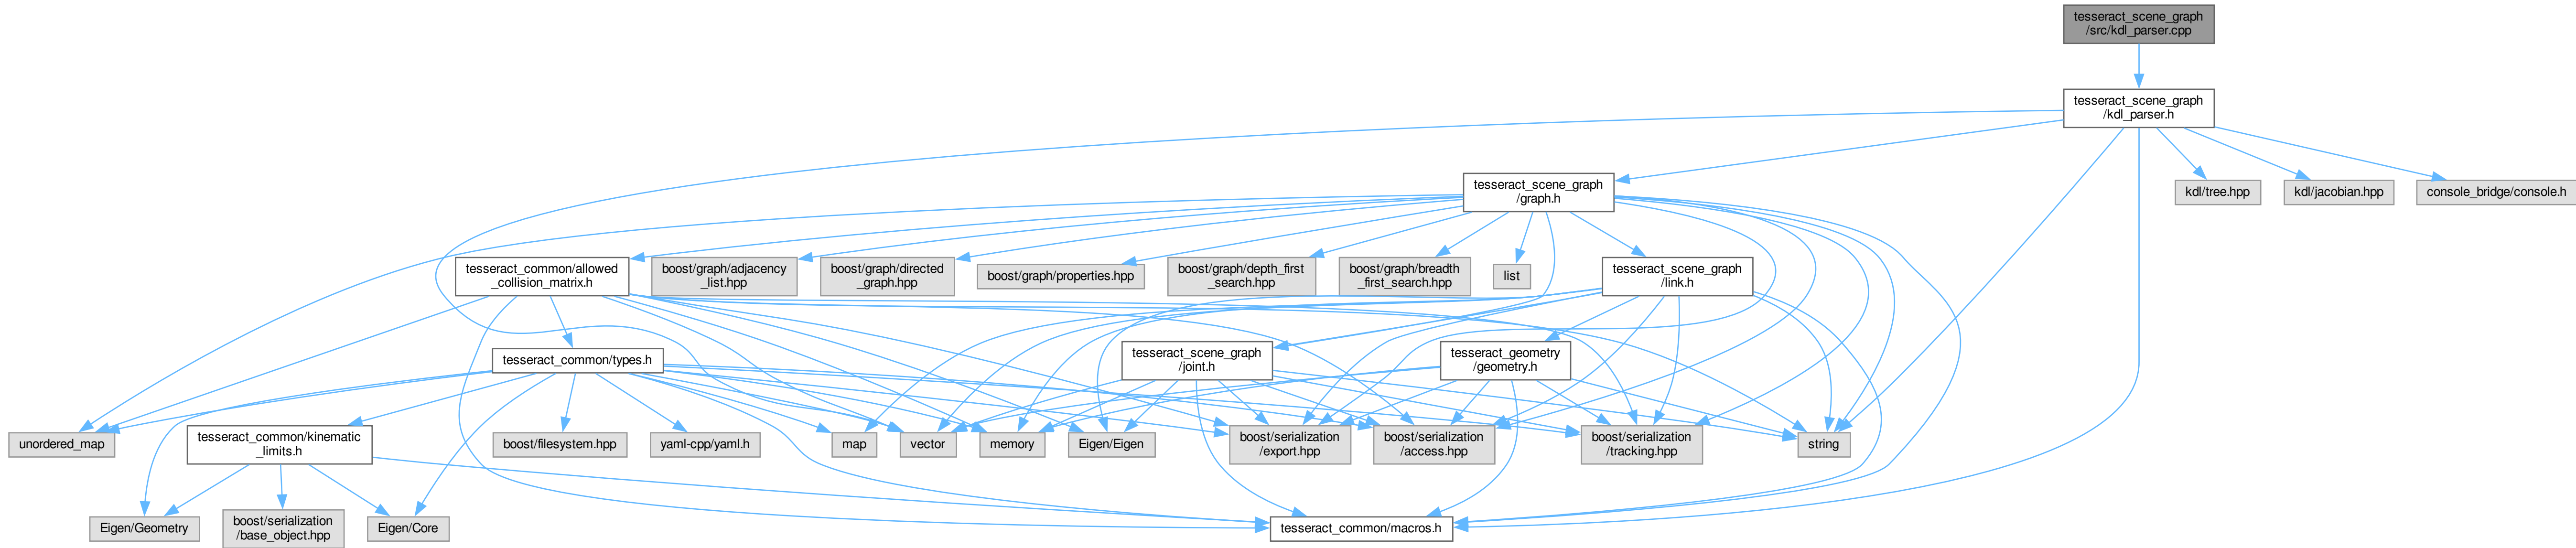 tesseract_scene_graph
/src/kdl_parser.cpp
tesseract_scene_graph
/kdl_parser.h
tesseract_scene_graph
/graph.h
kdl/tree.hpp
kdl/jacobian.hpp
console_bridge/console.h
tesseract_common/allowed
_collision_matrix.h
boost/graph/adjacency
_list.hpp
boost/graph/directed
_graph.hpp
boost/graph/properties.hpp
boost/graph/depth_first
_search.hpp
boost/graph/breadth
_first_search.hpp
list
tesseract_scene_graph
/link.h
tesseract_common/types.h
tesseract_scene_graph
/joint.h
tesseract_geometry
/geometry.h
unordered_map
tesseract_common/kinematic
_limits.h
boost/filesystem.hpp
yaml-cpp/yaml.h
map
vector
memory
Eigen/Eigen
boost/serialization
/export.hpp
boost/serialization
/access.hpp
boost/serialization
/tracking.hpp
string
Eigen/Geometry
boost/serialization
/base_object.hpp
Eigen/Core
tesseract_common/macros.h